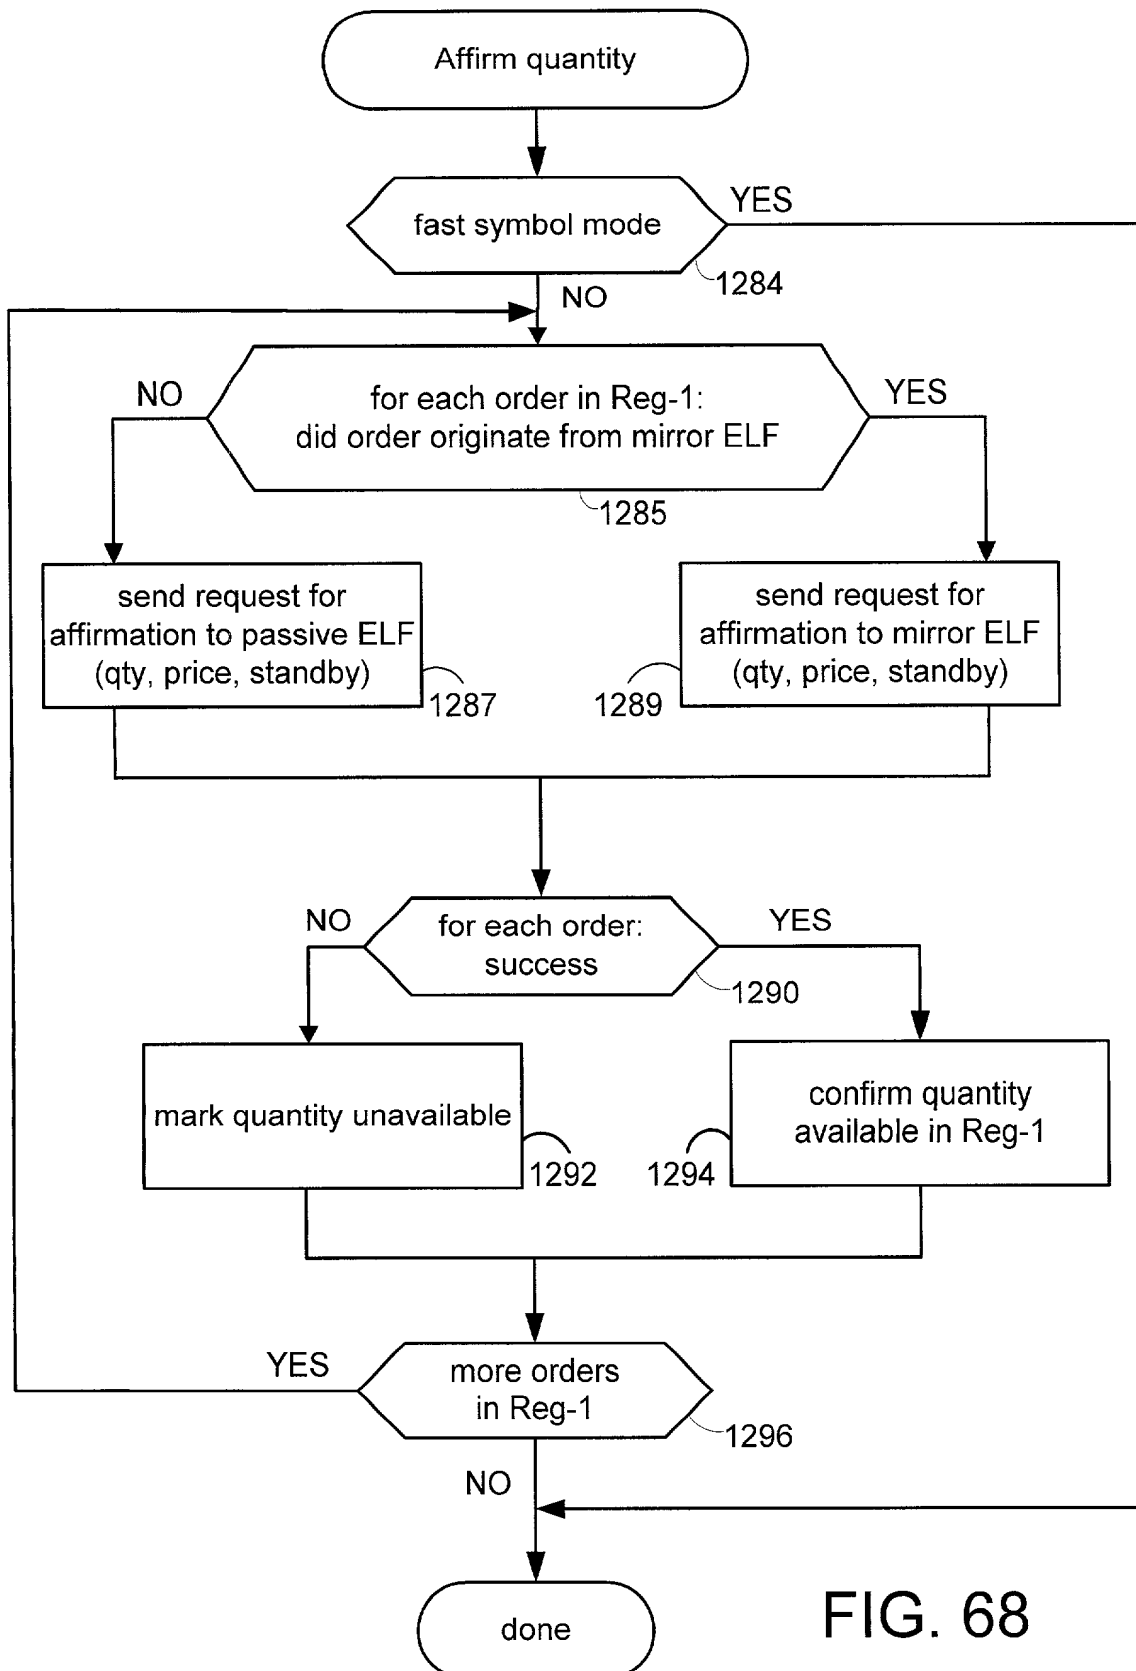 Affirm quantity
fast symbol mode
YES
1284
NO
NO
for each order in Reg-1:
did order originate from mirror ELF
YES
1285
send request for
affirmation to passive ELF
(qty, price, standby)
1287
send request for
affirmation to mirror ELF
(qty, price, standby)
1289
NO
for each order:
success
YES
1290
mark quantity unavailable
1292
confirm quantity
available in Reg-1
1294
YES
more orders
in Reg-1
1296
NO
done
FIG. 68